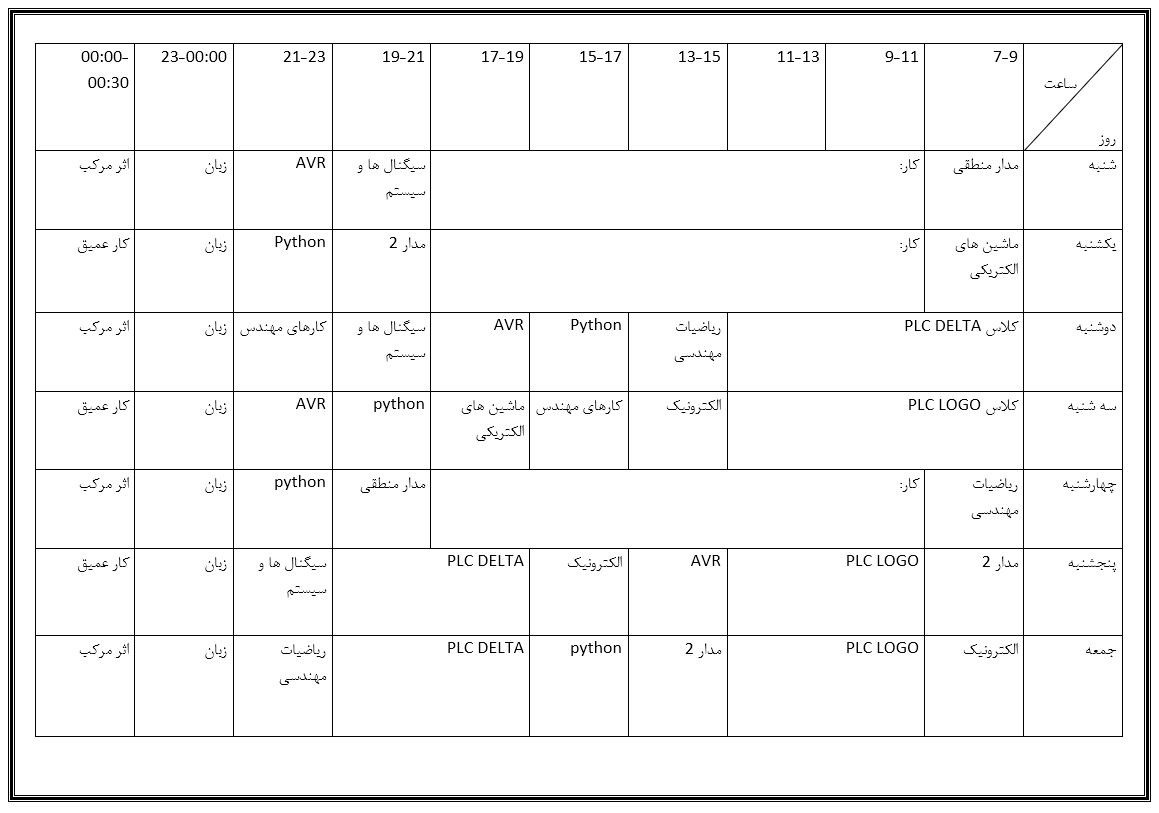 ساعت
روز
7-9
9-11
11-13
13-15
15-17
17-19
19-21
21-23
23-00:00
00:00-
00:30
شنبه
مدار منطقی
کار:
سیگنال ها و
سیستم
AVR
زبان
اثر مرکب
یکشنبه
ماشین های
الکتریکی
کار:
مدار 2
Python
زبان
کار عمیق
دوشنبه
کلاس PLC DELTA
ریاضیات
مهندسی
Python
AVR
سیگنال ها و
سیستم
کارهای مهندس
زبان
اثر مرکب
سه شنبه
کلاس PLC LOGO
الکترونیک
کارهای مهندس
ماشین های
الکتریکی
python
AVR
زبان
کار عمیق
چهارشنبه
ریاضیات
مهندسی
کار:
مدار منطقی
python
زبان
اثر مرکب
پنجشنبه
مدار 2
PLC LOGO
AVR
الکترونیک
PLC DELTA
سیگنال ها و
سیستم
زبان
کار عمیق
جمعه
الکترونیک
PLC LOGO
مدار 2
python
PLC DELTA
ریاضیات
مهندسی
زبان
اثر مرکب